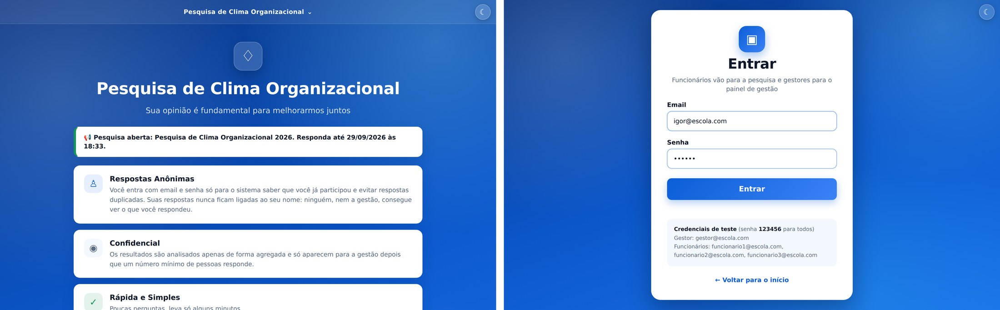 Pesquisa de Clima Organizacional ⌄
Pesquisa de Clima Organizacional
Sua opinião é fundamental para melhorarmos juntos
📢 Pesquisa aberta: Pesquisa de Clima Organizacional 2026. Responda até 29/09/2026 às
18:33.
Respostas Anônimas
Você entra com email e senha só para o sistema saber que você já participou e evitar respostas
duplicadas. Suas respostas nunca ficam ligadas ao seu nome: ninguém, nem a gestão, consegue
ver o que você respondeu.
Confidencial
Os resultados são analisados apenas de forma agregada e só aparecem para a gestão depois
que um número mínimo de pessoas responde.
Rápida e Simples
Poucas perguntas, leva só alguns minutos.
Entrar
Funcionários vão para a pesquisa e gestores para o
painel de gestão
Email
igor@escola.com
Senha
••••••
Entrar
Credenciais de teste (senha 123456 para todos)
Gestor: gestor@escola.com
Funcionários: funcionario1@escola.com,
funcionario2@escola.com, funcionario3@escola.com
← Voltar para o início